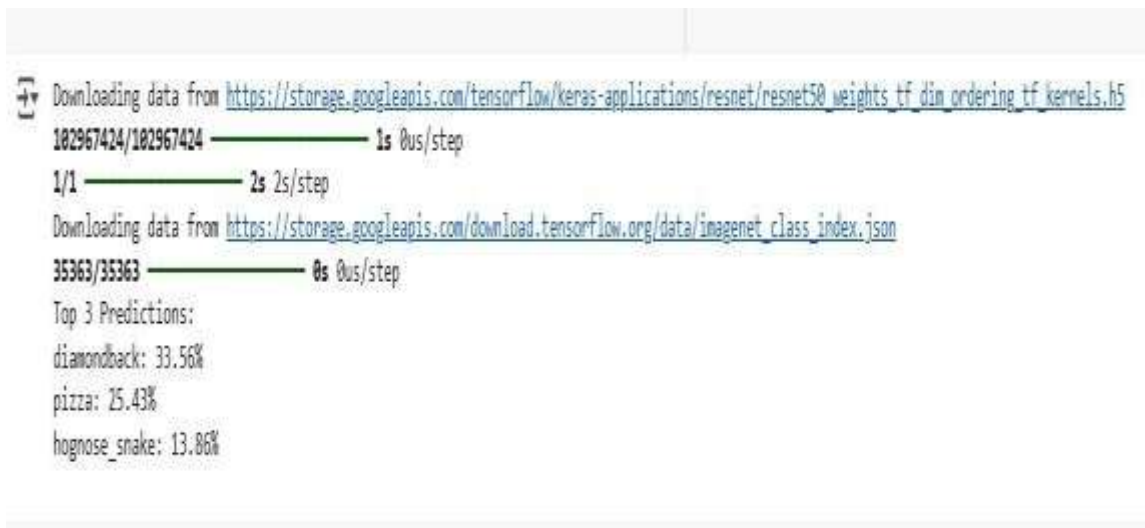 Downloading data from https://storage.googleapis.com/tensorflow/keras-applications/resnet/resnet50_weights_tf_dim_ordering_tf_kernels.h5
102967424/102967424 1s 0us/step
1/1 2s 2s/step
Downloading data from https://storage.googleapis.com/download.tensorflow.org/data/imagenet_class_index.json
35363/35363 0s 0us/step
Top 3 Predictions:
diamondback: 33.56%
pizza: 25.43%
hognose_snake: 13.86%